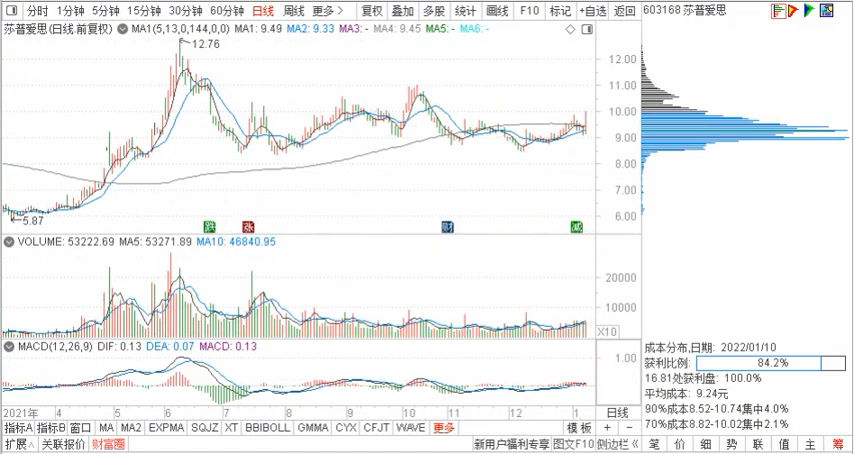 分时 1分钟 5分钟 15分钟 30分钟 60分钟 日线 周线 更多 复权 叠加 多股 统计 画线 F10 标记 +自选 返回 603168 莎普爱思
莎普爱思(日线.前复权) MA1(5,13,0,144,0,0) MA1: 9.49 MA2: 9.33 MA3: - MA4: 9.45 MA5: - MA6: -
12.76
12.00
11.00
10.00
9.00
8.00
7.00
6.00
5.87
跌 涨 财 减
VOLUME: 53222.69 MA5: 53271.89 MA10: 46840.95
20000
10000
X10
MACD(12,26,9) DIF: 0.13 DEA: 0.07 MACD: 0.13
1.00
成本分布,日期: 2022/01/10
获利比例: 84.2%
16.81处获利盘: 100.0%
平均成本: 9.24元
90%成本8.52-10.74集中4.0%
70%成本8.82-10.02集中2.1%
2021年 4 5 6 7 8 9 10 11 12 1 日线
指标A 指标B 窗口 MA MA2 EXPMA SQJZ XT BBIBOLL GMMA CYX CFJT WAVE 更多 模板 + -
扩展∧ 关联报价 财富圈 新用户福利专享 图文F10 侧边栏 笔 价 细 势 联 值 主 筹